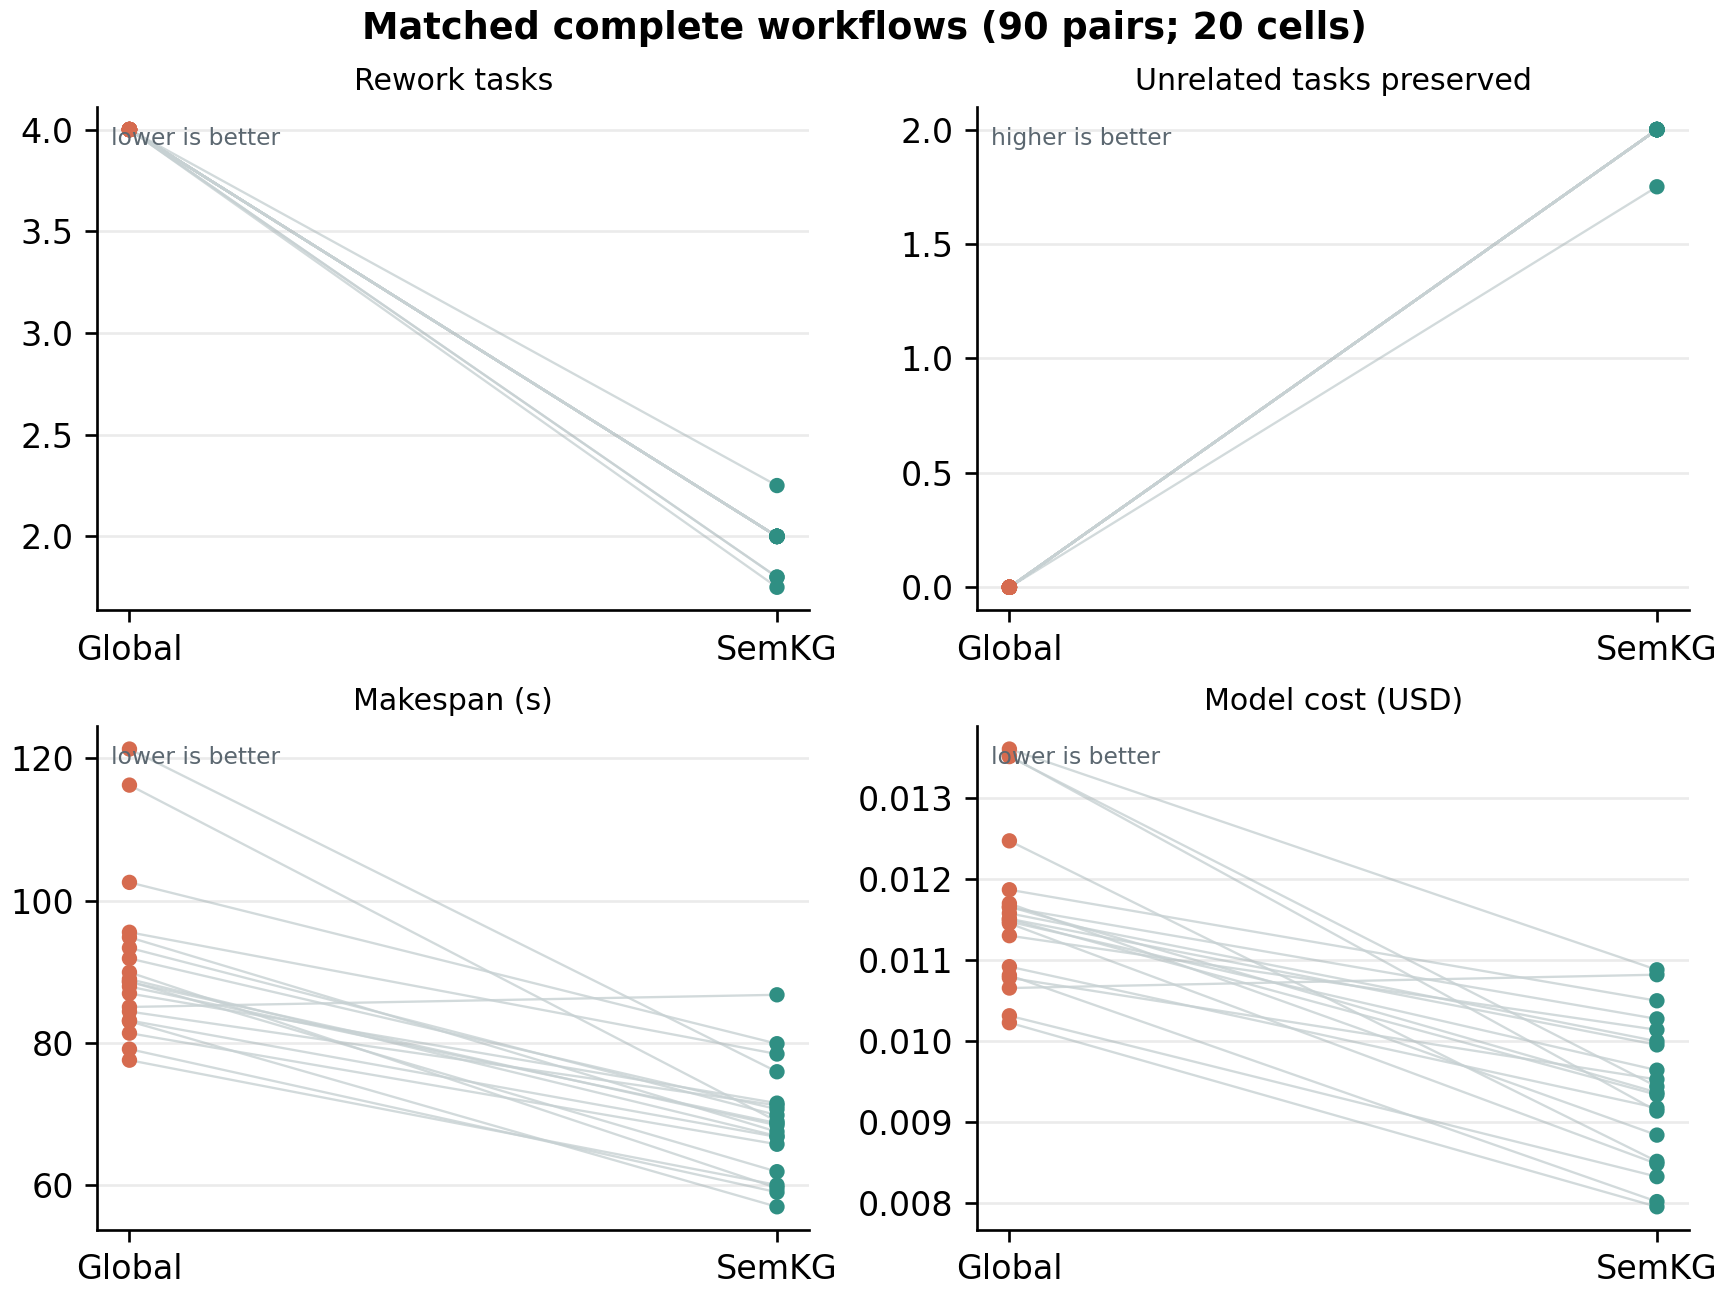 Matched complete workflows (90 pairs; 20 cells)
Rework tasks
lower is better
4.0
3.5
3.0
2.5
2.0
Global
SemKG
Unrelated tasks preserved
higher is better
2.0
1.5
1.0
0.5
0.0
Global
SemKG
Makespan (s)
lower is better
120
100
80
60
Global
SemKG
Model cost (USD)
lower is better
0.013
0.012
0.011
0.010
0.009
0.008
Global
SemKG